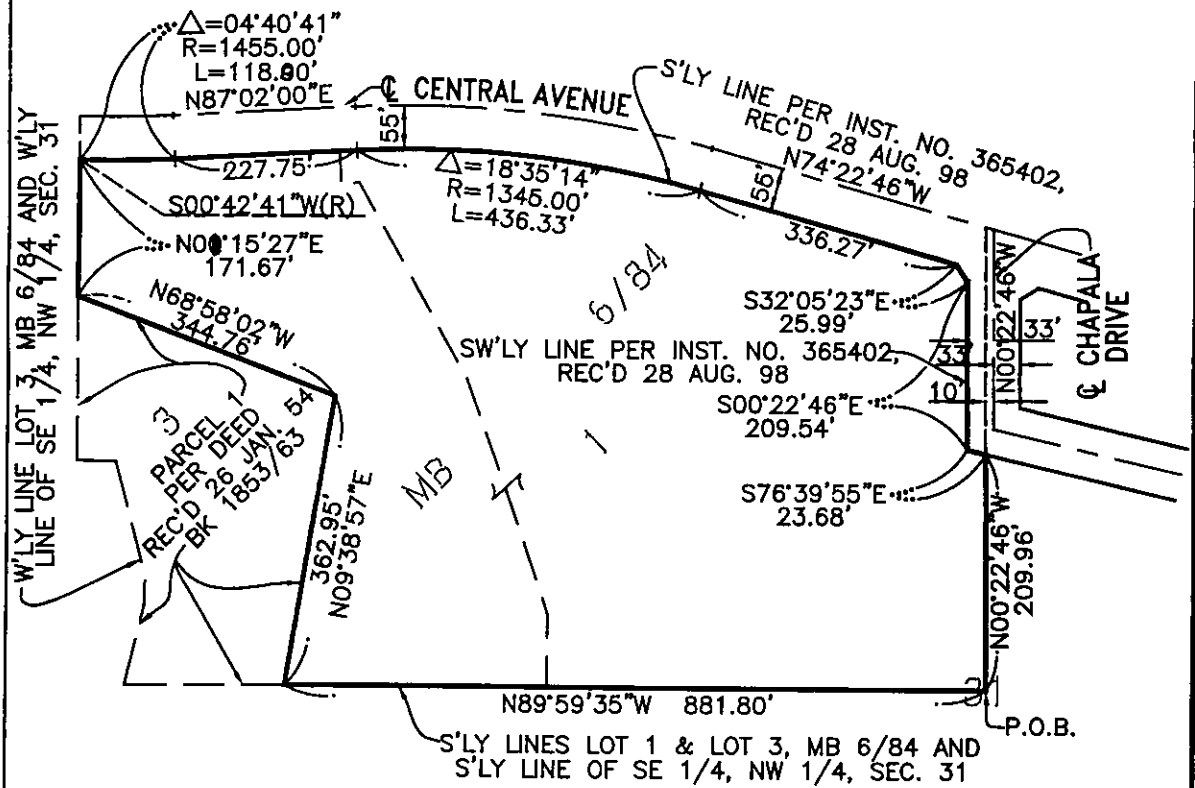 △=04°40'41"
R=1455.00'
L=118.80'
N87°02'00"E
℄ CENTRAL AVENUE
S'LY LINE PER INST. NO. 365402,
REC'D 28 AUG. 98
N74°22'46"W
55'
56'
227.75'
△=18°35'14"
R=1345.00'
L=436.33'
336.27'
S00°42'41"W(R)
N00°15'27"E
171.67'
W'LY LINE LOT 3, MB 6/84 AND W'LY
LINE OF SE 1/4, NW 1/4, SEC. 31
N68°58'02"W
344.76'
6/84
S32°05'23"E
25.99'
SW'LY LINE PER INST. NO. 365402,
REC'D 28 AUG. 98
33'
33'
10'
N00°22'46"W
℄ CHAPALA
DRIVE
S00°22'46"E
209.54'
3
PARCEL 1
PER DEED
REC'D 26 JAN. 54
BK 1853/63
MB
1
S76°39'55"E
23.68'
362.95'
N09°38'57"E
N00°22'46"W
209.96'
31
N89°59'35"W 881.80'
P.O.B.
S'LY LINES LOT 1 & LOT 3, MB 6/84 AND
S'LY LINE OF SE 1/4, NW 1/4, SEC. 31